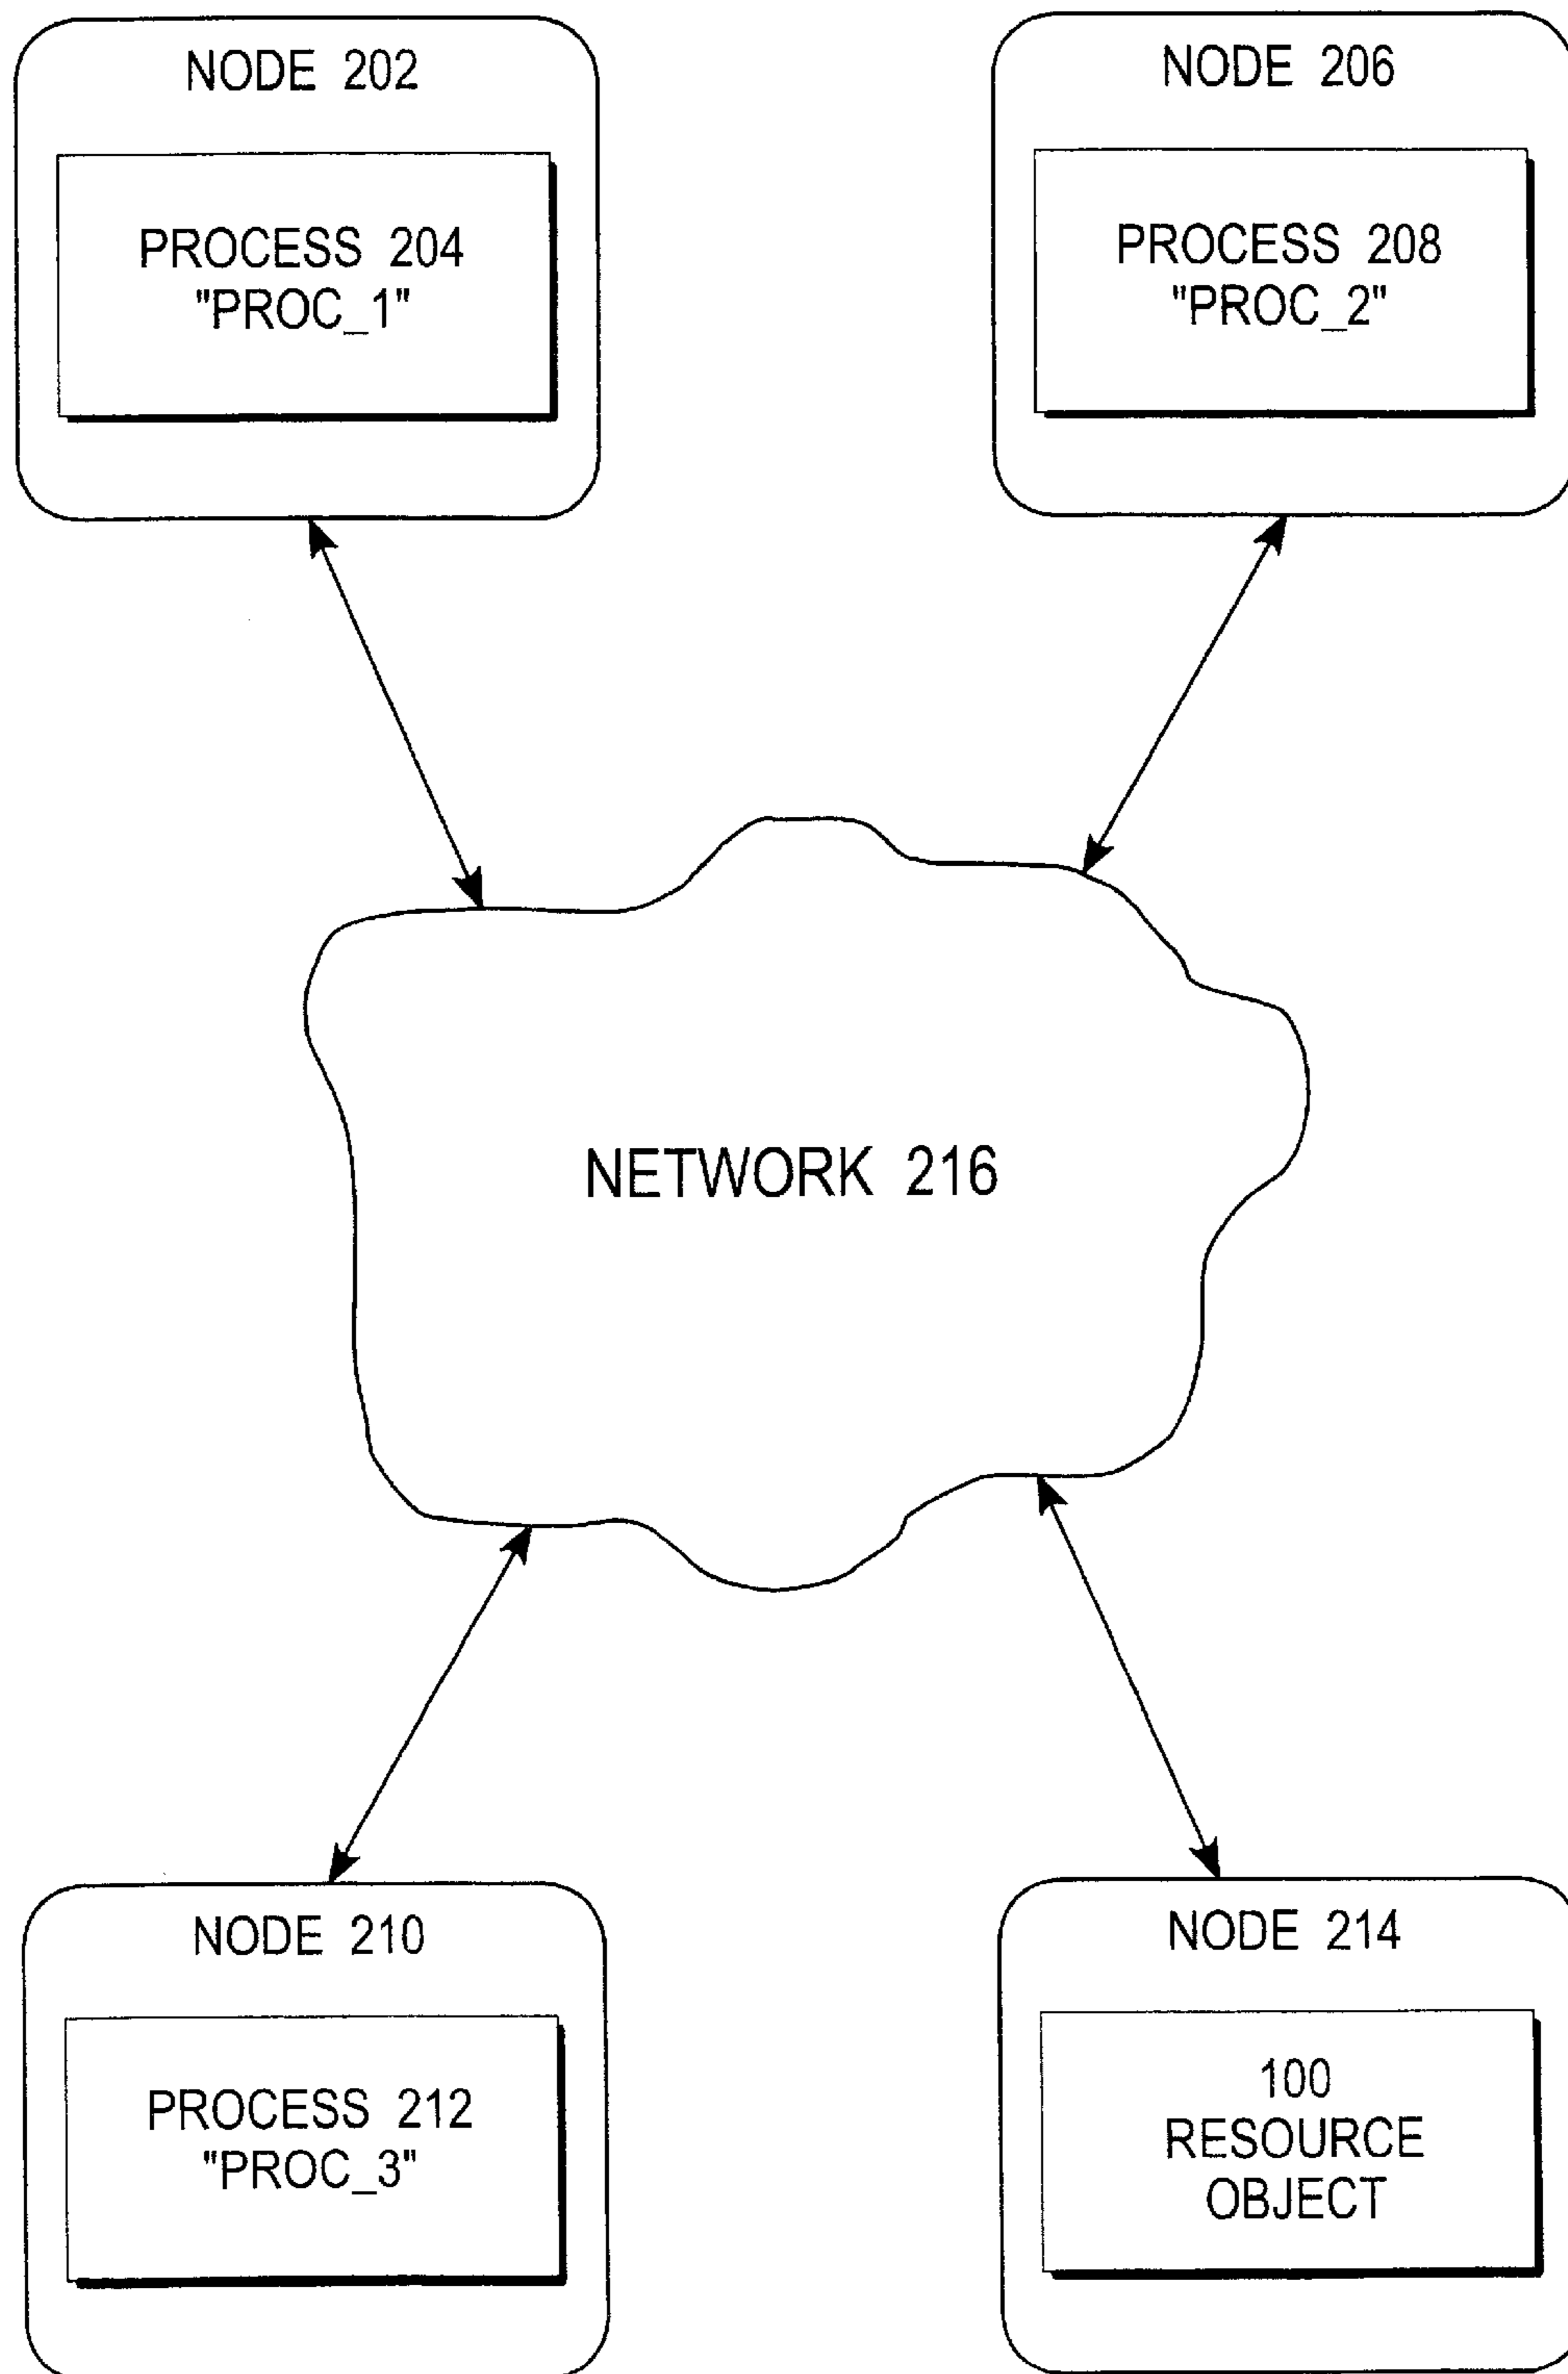 NODE 202
PROCESS 204
"PROC_1"
NODE 206
PROCESS 208
"PROC_2"
NETWORK 216
NODE 210
PROCESS 212
"PROC_3"
NODE 214
100
RESOURCE
OBJECT